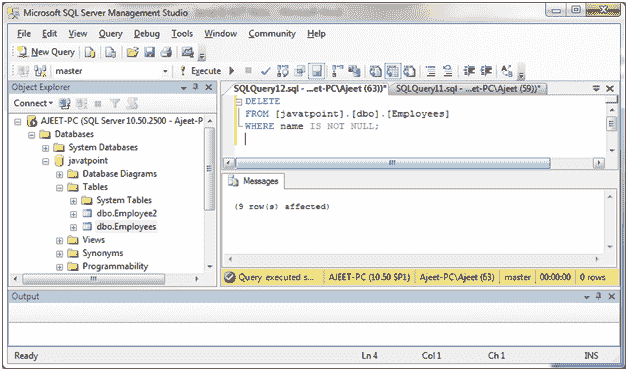 Microsoft SQL Server Management Studio
File Edit View Query Debug Tools Window Community Help
New Query
master Execute
Object Explorer
Connect
AJEET-PC (SQL Server 10.50.2500 - Ajeet-P
Databases
System Databases
javatpoint
Database Diagrams
Tables
System Tables
dbo.Employee2
dbo.Employees
Views
Synonyms
Programmability
SQLQuery12.sql - ...et-PC\Ajeet (63))* SQLQuery11.sql - ...et-PC\Ajeet (59))*
DELETE
FROM [javatpoint].[dbo].[Employees]
WHERE name IS NOT NULL;
Messages
(9 row(s) affected)
Query executed s... AJEET-PC (10.50 SP1) Ajeet-PC\Ajeet (63) master 00:00:00 0 rows
Output
Ready Ln 4 Col 1 Ch 1 INS